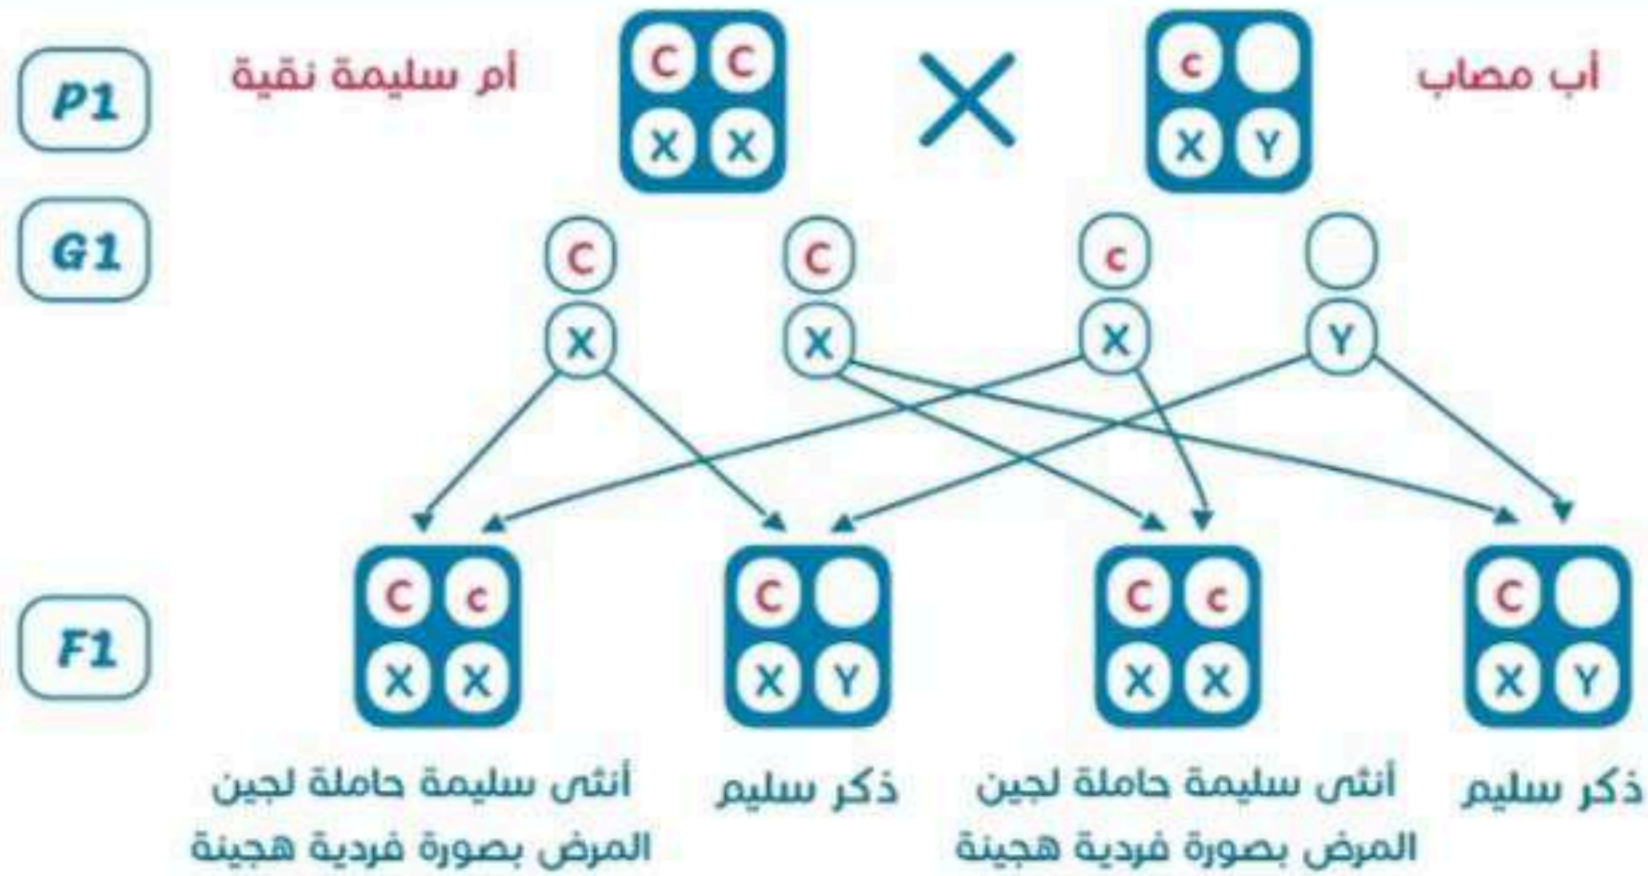 P1 أم سليمة نقية C C c أب مصاب
X X X Y
G1 C C c
X X X Y
F1 C c C C c C
X X X Y X X X Y
أنثى سليمة حاملة لجين ذكر سليم أنثى سليمة حاملة لجين ذكر سليم
المرض بصورة فردية هجينة المرض بصورة فردية هجينة